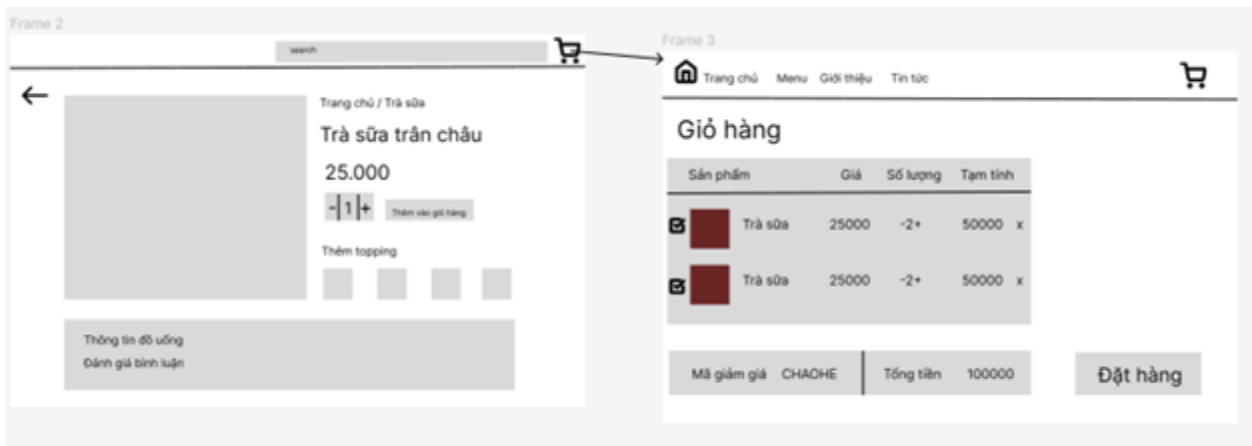 Frame 2
search
Trang chủ / Trà sữa
Trà sữa trân châu
25.000
-|1|+ Thêm vào giỏ hàng
Thêm topping
Thông tin đồ uống
Đánh giá bình luận
Frame 3
Trang chủ Menu Giới thiệu Tin tức
Giỏ hàng
Sản phẩm Giá Số lượng Tạm tính
Trà sữa 25000 -2+ 50000 x
Trà sữa 25000 -2+ 50000 x
Mã giảm giá CHAOHE Tổng tiền 100000
Đặt hàng